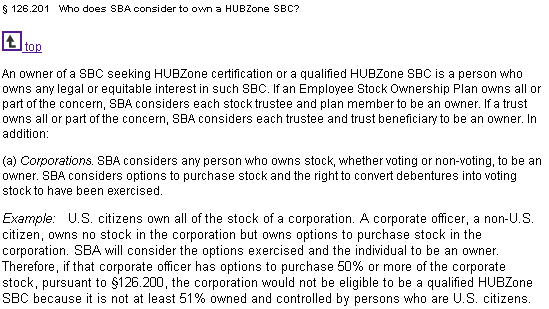 § 126.201   Who does SBA consider to own a HUBZone SBC?
top
An owner of a SBC seeking HUBZone certification or a qualified HUBZone SBC is a person who
owns any legal or equitable interest in such SBC. If an Employee Stock Ownership Plan owns all or
part of the concern, SBA considers each stock trustee and plan member to be an owner. If a trust
owns all or part of the concern, SBA considers each trustee and trust beneficiary to be an owner. In
addition:
(a) Corporations. SBA considers any person who owns stock, whether voting or non-voting, to be an
owner. SBA considers options to purchase stock and the right to convert debentures into voting
stock to have been exercised.
Example:   U.S. citizens own all of the stock of a corporation. A corporate officer, a non-U.S.
citizen, owns no stock in the corporation but owns options to purchase stock in the
corporation. SBA will consider the options exercised and the individual to be an owner.
Therefore, if that corporate officer has options to purchase 50% or more of the corporate
stock, pursuant to §126.200, the corporation would not be eligible to be a qualified HUBZone
SBC because it is not at least 51% owned and controlled by persons who are U.S. citizens.